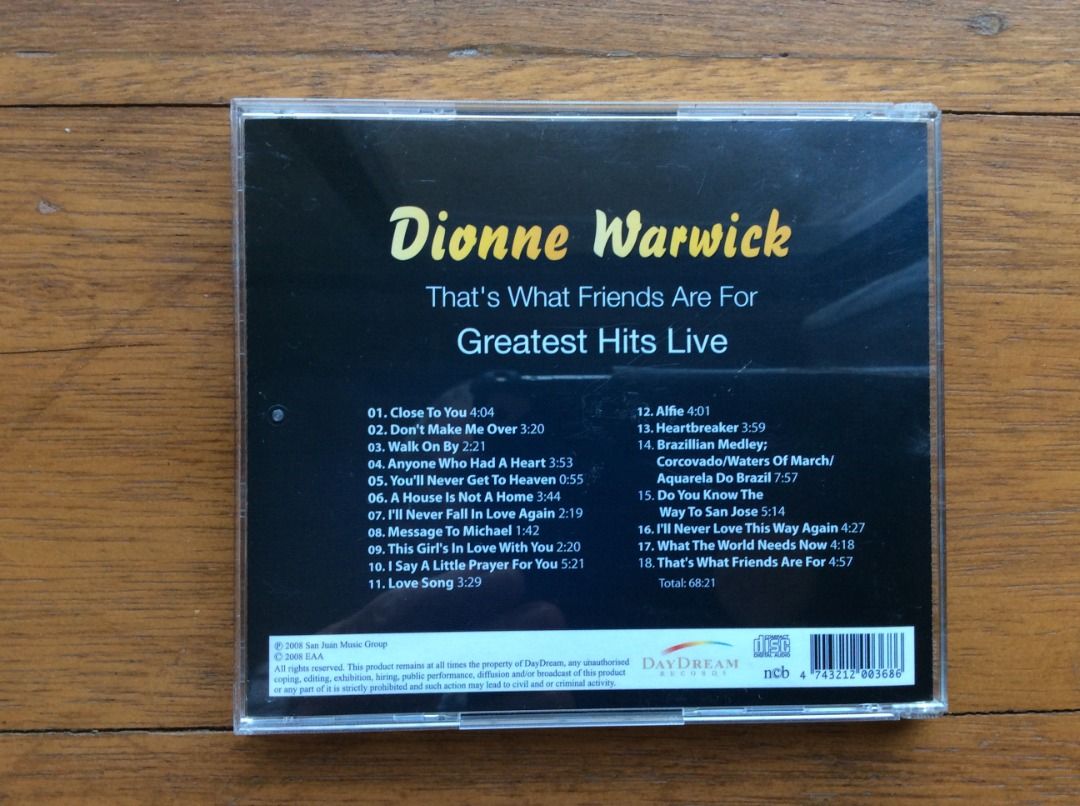 Dionne Warwick
That's What Friends Are For
Greatest Hits Live
01. Close To You 4:04
02. Don't Make Me Over 3:20
03. Walk On By 2:21
04. Anyone Who Had A Heart 3:53
05. You'll Never Get To Heaven 0:55
06. A House Is Not A Home 3:44
07. I'll Never Fall In Love Again 2:19
08. Message To Michael 1:42
09. This Girl's In Love With You 2:20
10. I Say A Little Prayer For You 5:21
11. Love Song 3:29
12. Alfie 4:01
13. Heartbreaker 3:59
14. Brazillian Medley;
Corcovado/Waters Of March/
Aquarela Do Brazil 7:57
15. Do You Know The
Way To San Jose 5:14
16. I'll Never Love This Way Again 4:27
17. What The World Needs Now 4:18
18. That's What Friends Are For 4:57
Total: 68:21
℗ 2008 San Juan Music Group
© 2008 EAA
All rights reserved. This product remains at all times the property of DayDream, any unauthorised
coping, editing, exhibition, hiring, public performance, diffusion and/or broadcast of this product
or any part of it is strictly prohibited and such action may lead to civil and or criminal activity.
DAYDREAM
RECORDS
COMPACT
disc
DIGITAL AUDIO
ncb
4 743212 003686